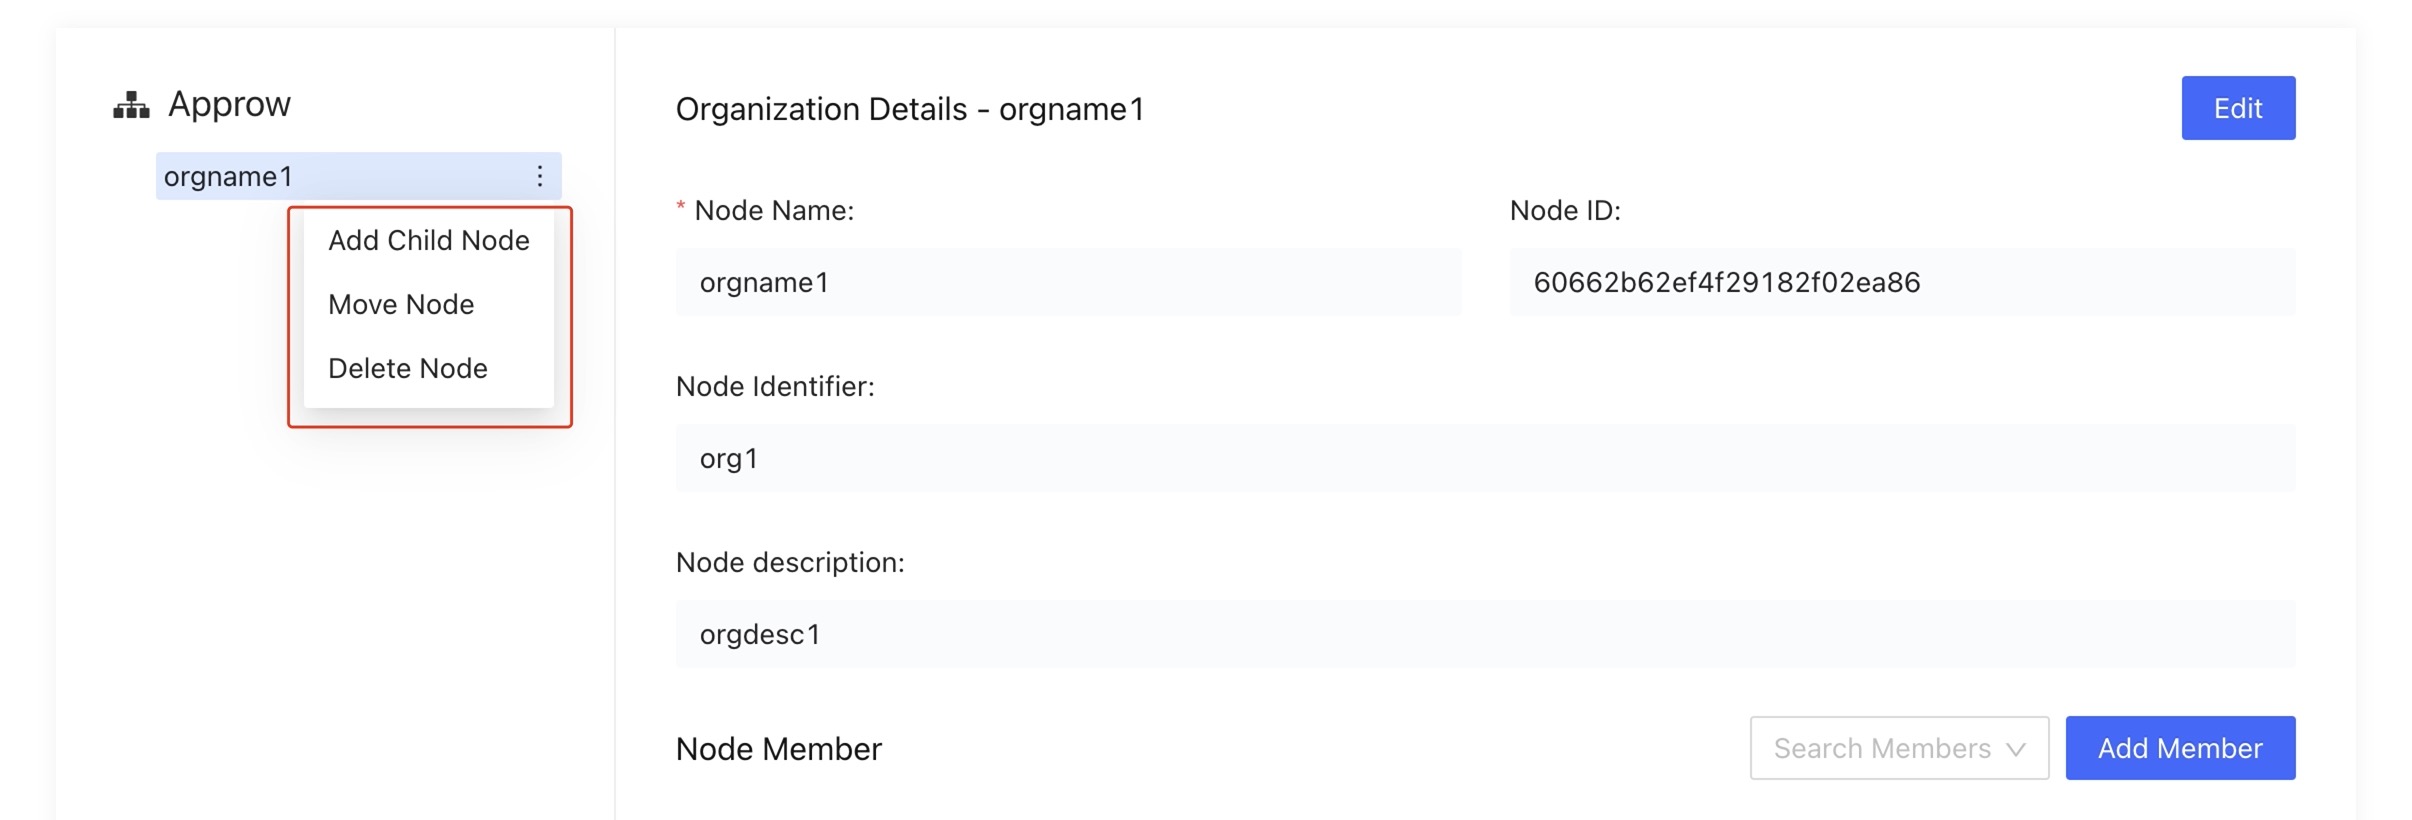 Approw
orgname1
Add Child Node
Move Node
Delete Node
Organization Details - orgname1
Edit
* Node Name:
orgname1
Node ID:
60662b62ef4f29182f02ea86
Node Identifier:
org1
Node description:
orgdesc1
Node Member
Search Members
Add Member